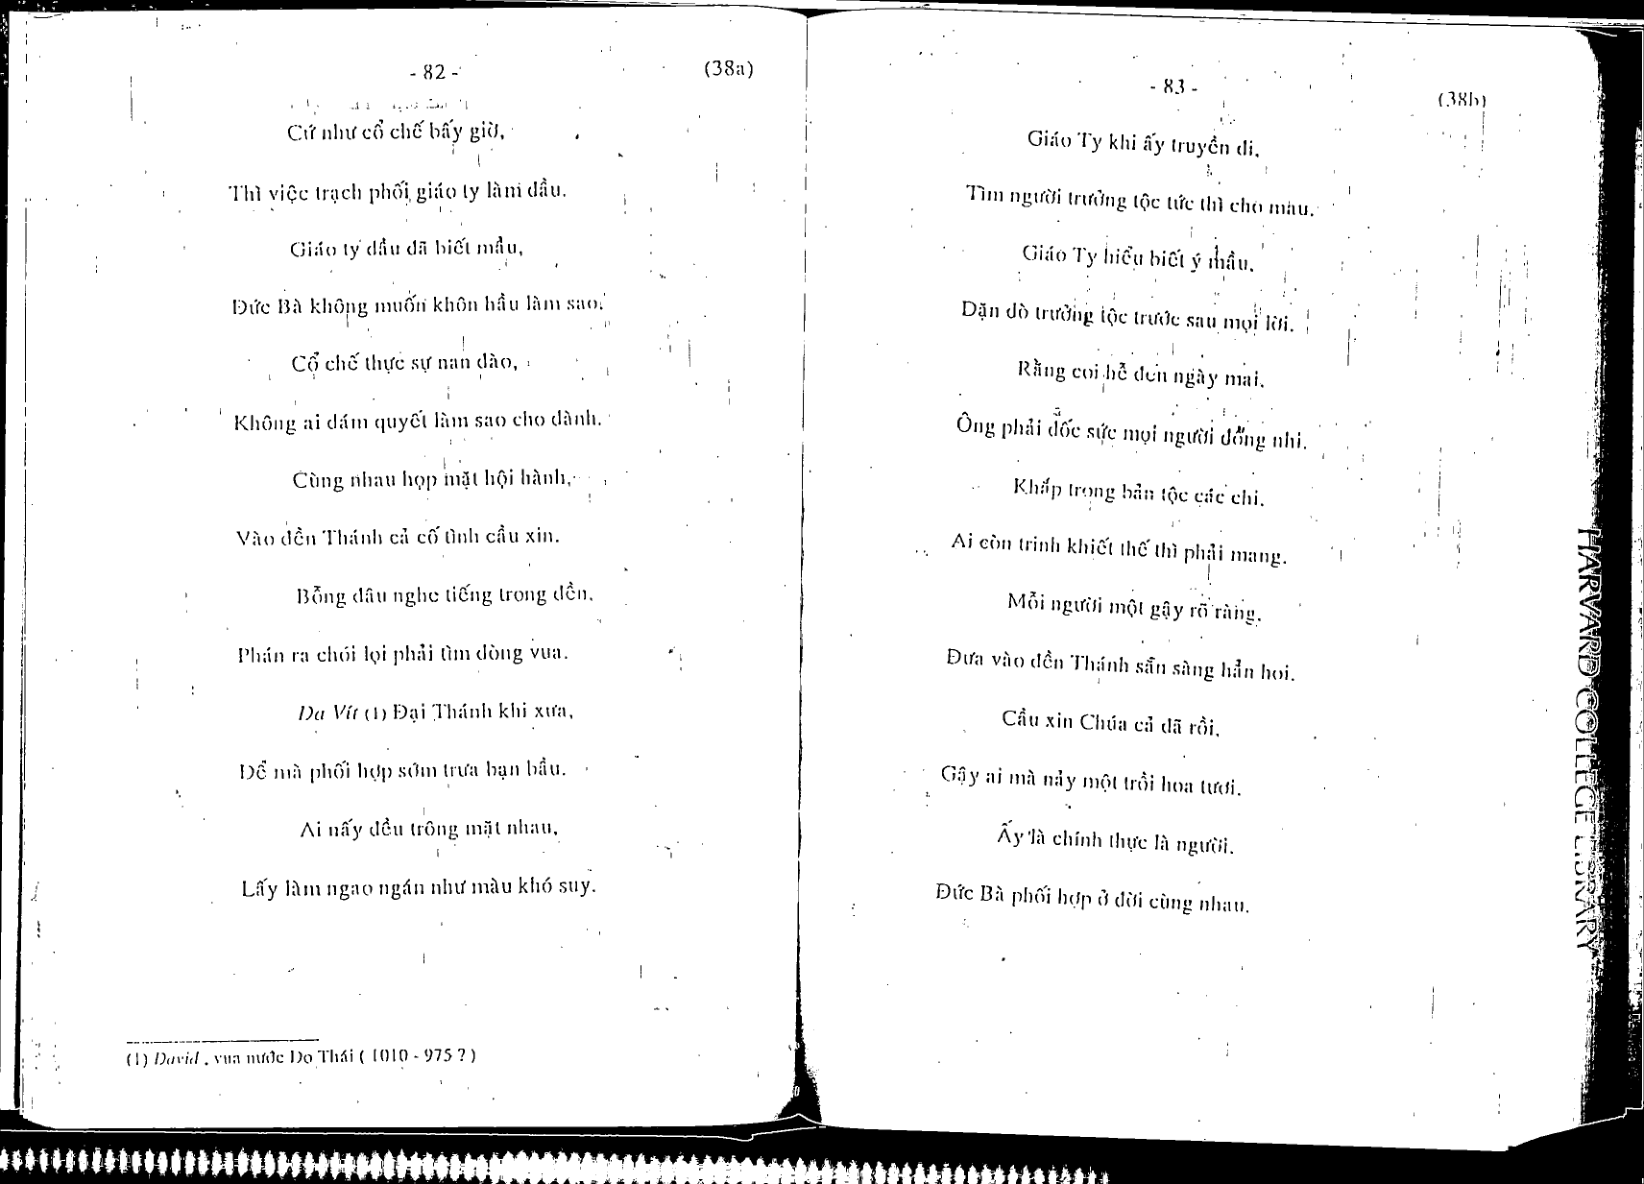 - 82 -
(38a)
Cứ như cổ chế bấy giờ,
Thì việc trạch phối giáo ty làm đầu.
Giáo ty dầu đã biết mầu,
Đức Bà không muốn khôn hầu làm sao.
Cổ chế thực sự nan đào,
Không ai dám quyết làm sao cho đành.
Cùng nhau họp mặt hội hành,
Vào đền Thánh cả cố tình cầu xin.
Bỗng đâu nghe tiếng trong đền,
Phán ra chói lọi phải tìm dòng vua.
Da Vít (1) Đại Thánh khi xưa,
Để mà phối hợp sớm trưa bạn bầu.
Ai nấy đều trông mặt nhau,
Lấy làm ngao ngán như màu khó suy.
(1) David , vua nước Do Thái ( 1010 - 975 ? )
- 83 -
(38b)
Giáo Ty khi ấy truyền đi,
Tìm người trưởng tộc tức thì cho mau.
Giáo Ty hiểu biết ý mầu,
Dặn dò trưởng tộc trước sau mọi lời.
Rằng coi hễ đến ngày mai,
Ông phải đốc sức mọi người đồng nhi.
Khắp trong bản tộc các chi,
Ai còn trinh khiết thế thì phải mang.
Mỗi người một gậy rõ ràng,
Đưa vào đền Thánh sẵn sàng hẳn hoi.
Cầu xin Chúa cả đã rồi,
Gậy ai mà nảy một trồi hoa tươi.
Ấy là chính thực là người.
Đức Bà phối hợp ở đời cùng nhau.
HARVARD COLLEGE LIBRARY